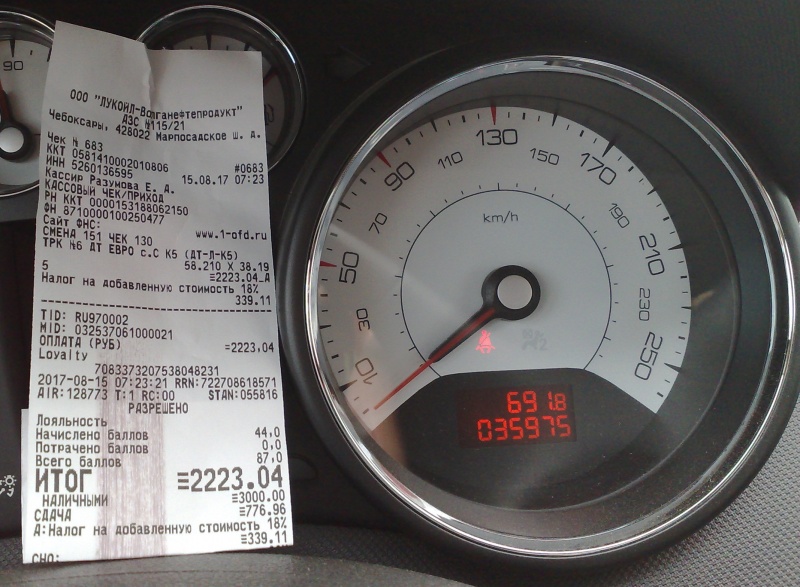 ООО "ЛУКОЙЛ-Волганефтепродукт"
АЗС №115/21
Чебоксары, 428022 Марпосадское ш. д.
Чек № 683
ККТ 0581410002010806 #0683
ИНН 5260136595 15.08.17 07:23
Кассир Разумова Е. Д.
КАССОВЫЙ ЧЕК/ПРИХОД
РН ККТ 0000153188062150
ФН 8710000100250477
Сайт ФНС: www.1-ofd.ru
СМЕНА 151 ЧЕК 130
ТРК №6 ДТ ЕВРО с.С К5 (ДТ-Л-К5)
5 58.210 X 38.19
≡2223.04_А
Налог на добавленную стоимость 18%
339.11
TID: RU970002
MID: 032537061000021
ОПЛАТА (РУБ) =2223.04
Loyalty
7083373207538048231
2017-08-15 07:23:21 RRN:722708618571
AIR:128773 T:1 RC:00 STAN:055816
РАЗРЕШЕНО
Лояльность
Начислено баллов 44.0
Потрачено баллов 0.0
Всего баллов 87.0
ИТОГ ≡2223.04
НАЛИЧНЫМИ ≡3000.00
СДАЧА ≡776.96
А:Налог на добавленную стоимость 18%
≡339.11
СНО:
90
10
30
50
70
90
110
130
150
170
190
210
230
250
km/h
691.8
035975